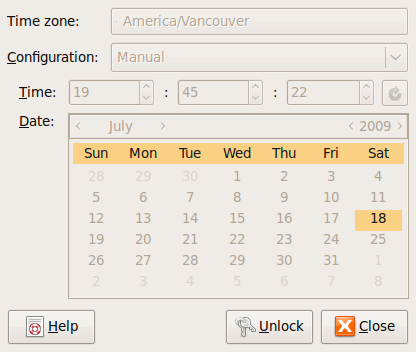 Time zone: America/Vancouver
Configuration: Manual
Time: 19 : 45 : 22
Date: July 2009
Sun Mon Tue Wed Thu Fri Sat
28 29 30 1 2 3 4
5 6 7 8 9 10 11
12 13 14 15 16 17 18
19 20 21 22 23 24 25
26 27 28 29 30 31 1
2 3 4 5 6 7 8
Help Unlock Close